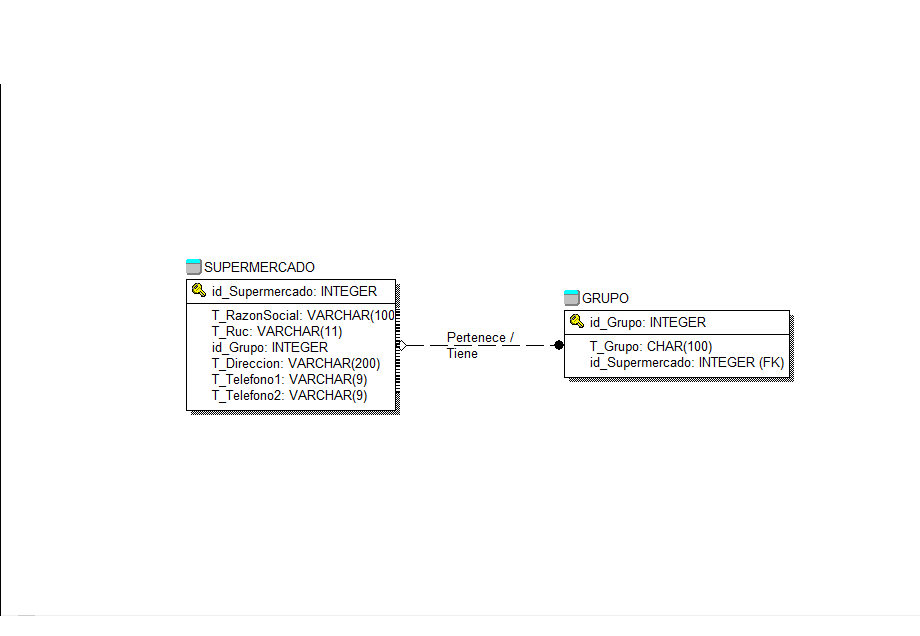 SUPERMERCADO
id_Supermercado: INTEGER
T_RazonSocial: VARCHAR(100
T_Ruc: VARCHAR(11)
id_Grupo: INTEGER
T_Direccion: VARCHAR(200)
T_Telefono1: VARCHAR(9)
T_Telefono2: VARCHAR(9)
Pertenece /
Tiene
GRUPO
id_Grupo: INTEGER
T_Grupo: CHAR(100)
id_Supermercado: INTEGER (FK)